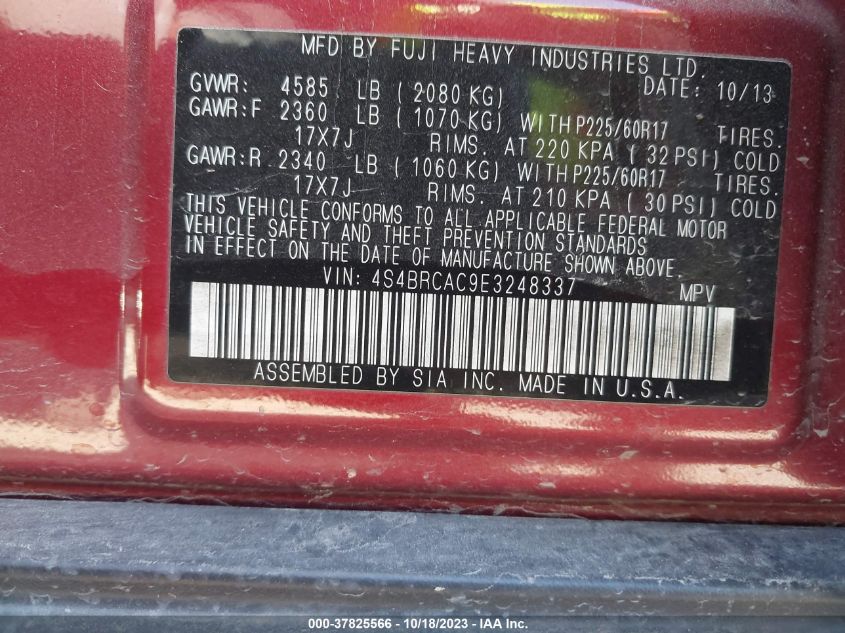 MFD BY FUJI HEAVY INDUSTRIES LTD.
GVWR: 4585 LB (2080 KG) DATE: 10/13
GAWR:F 2360 LB (1070 KG) WITH P225/60R17 TIRES.
17X7J RIMS. AT 220 KPA (32 PSI) COLD
GAWR:R 2340 LB (1060 KG) WITH P225/60R17 TIRES.
17X7J RIMS. AT 210 KPA (30 PSI) COLD
THIS VEHICLE CONFORMS TO ALL APPLICABLE FEDERAL MOTOR
VEHICLE SAFETY AND THEFT PREVENTION STANDARDS
IN EFFECT ON THE DATE OF MANUFACTURE SHOWN ABOVE.
VIN: 4S4BRCAC9E3248337 MPV
ASSEMBLED BY SIA INC. MADE IN U.S.A.
000-37825566 - 10/18/2023 - www.iaai.com